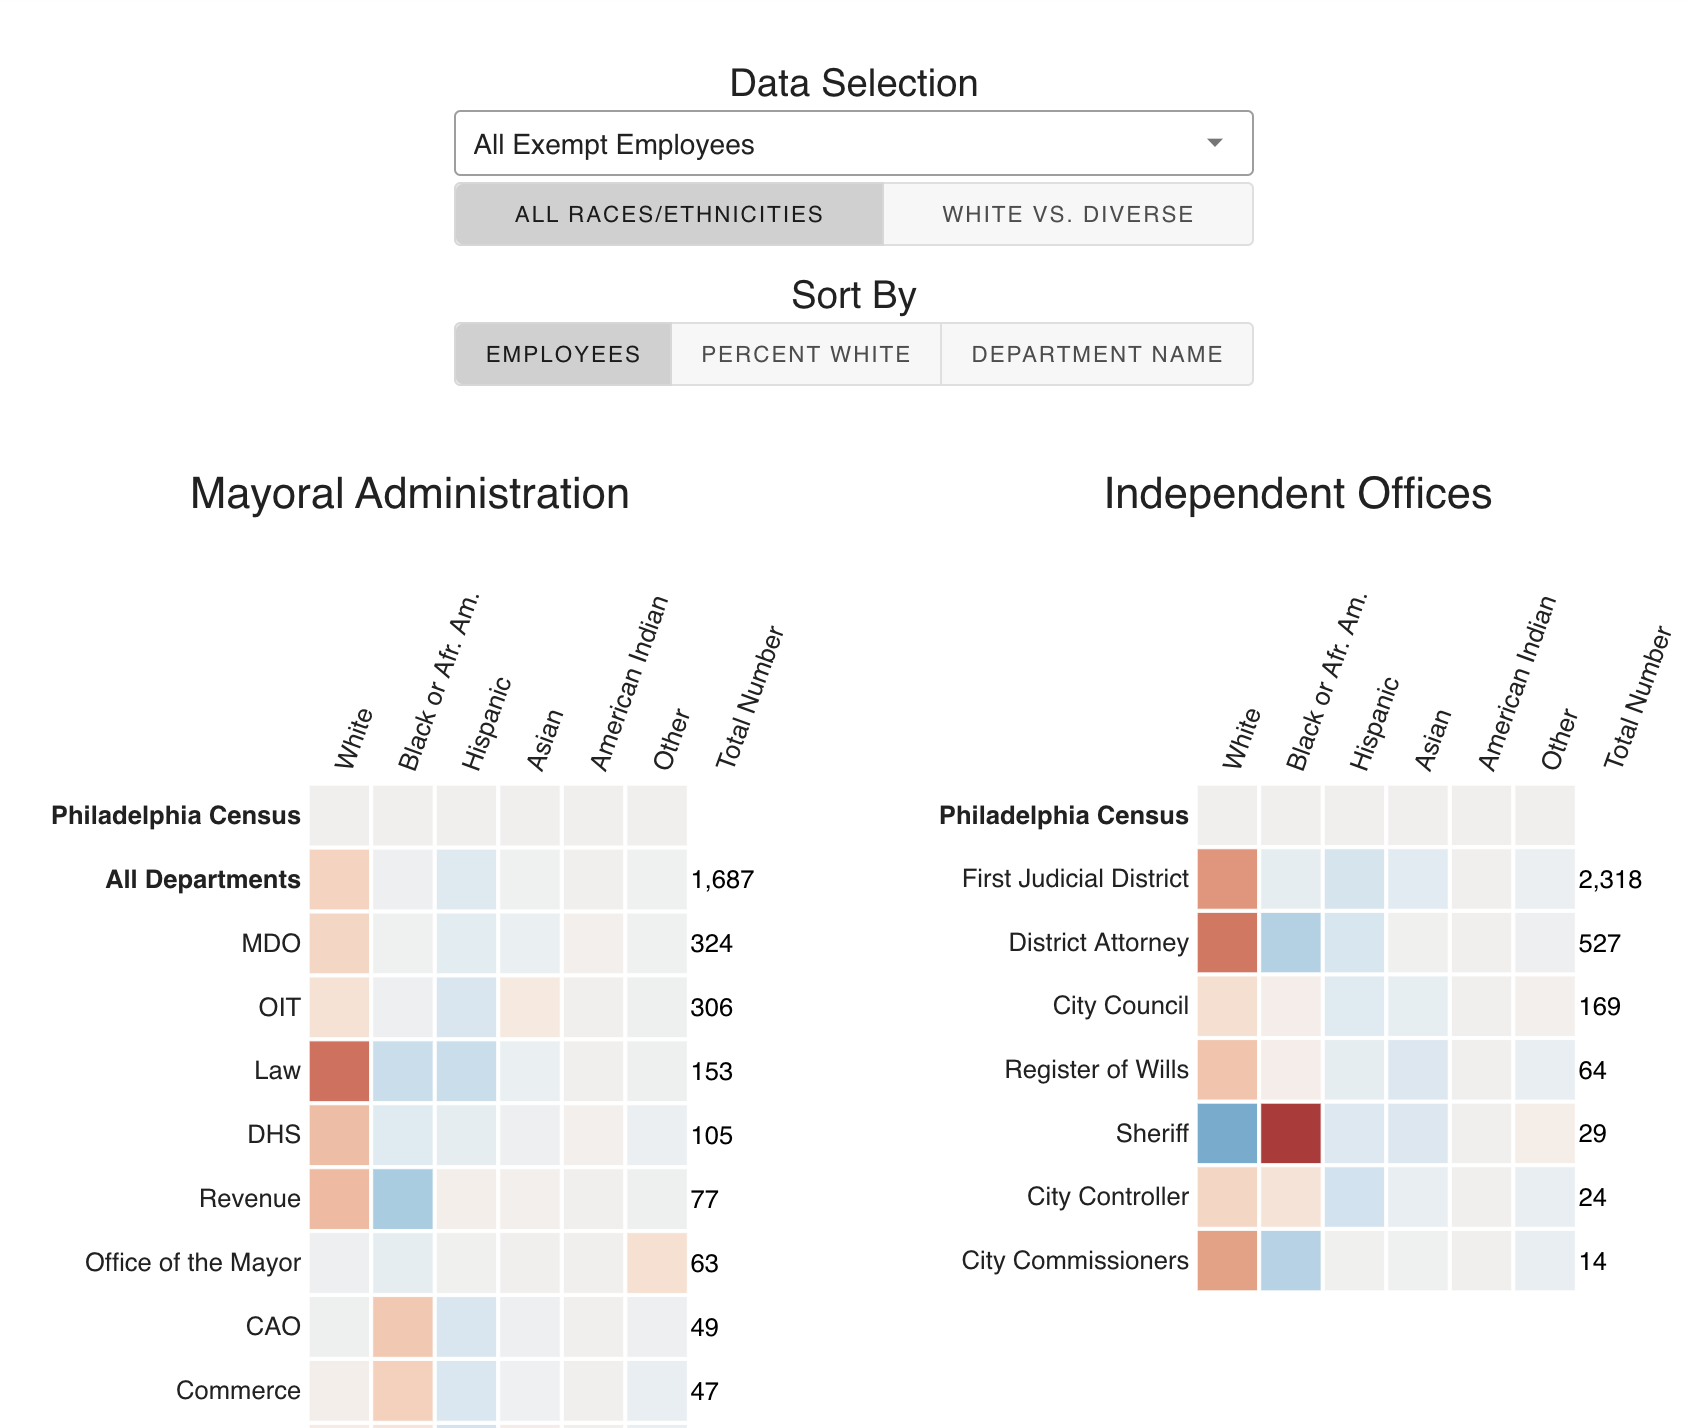 Data Selection
All Exempt Employees
ALL RACES/ETHNICITIES WHITE VS. DIVERSE
Sort By
EMPLOYEES PERCENT WHITE DEPARTMENT NAME
Mayoral Administration
White Black or Afr. Am. Hispanic Asian American Indian Other Total Number
Philadelphia Census
All Departments 1,687
MDO 324
OIT 306
Law 153
DHS 105
Revenue 77
Office of the Mayor 63
CAO 49
Commerce 47
Independent Offices
White Black or Afr. Am. Hispanic Asian American Indian Other Total Number
Philadelphia Census
First Judicial District 2,318
District Attorney 527
City Council 169
Register of Wills 64
Sheriff 29
City Controller 24
City Commissioners 14